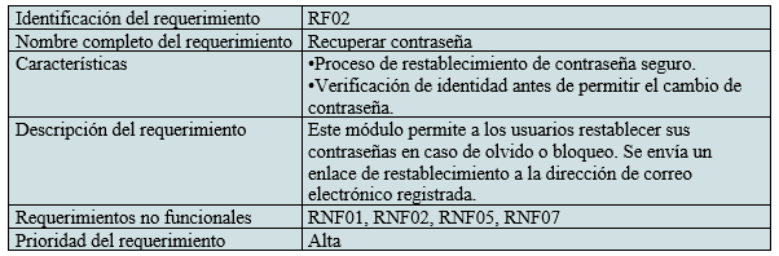 Identificación del requerimiento RF02
Nombre completo del requerimiento Recuperar contraseña
Características •Proceso de restablecimiento de contraseña seguro.
•Verificación de identidad antes de permitir el cambio de
contraseña.
Descripción del requerimiento Este módulo permite a los usuarios restablecer sus
contraseñas en caso de olvido o bloqueo. Se envía un
enlace de restablecimiento a la dirección de correo
electrónico registrada.
Requerimientos no funcionales RNF01, RNF02, RNF05, RNF07
Prioridad del requerimiento Alta